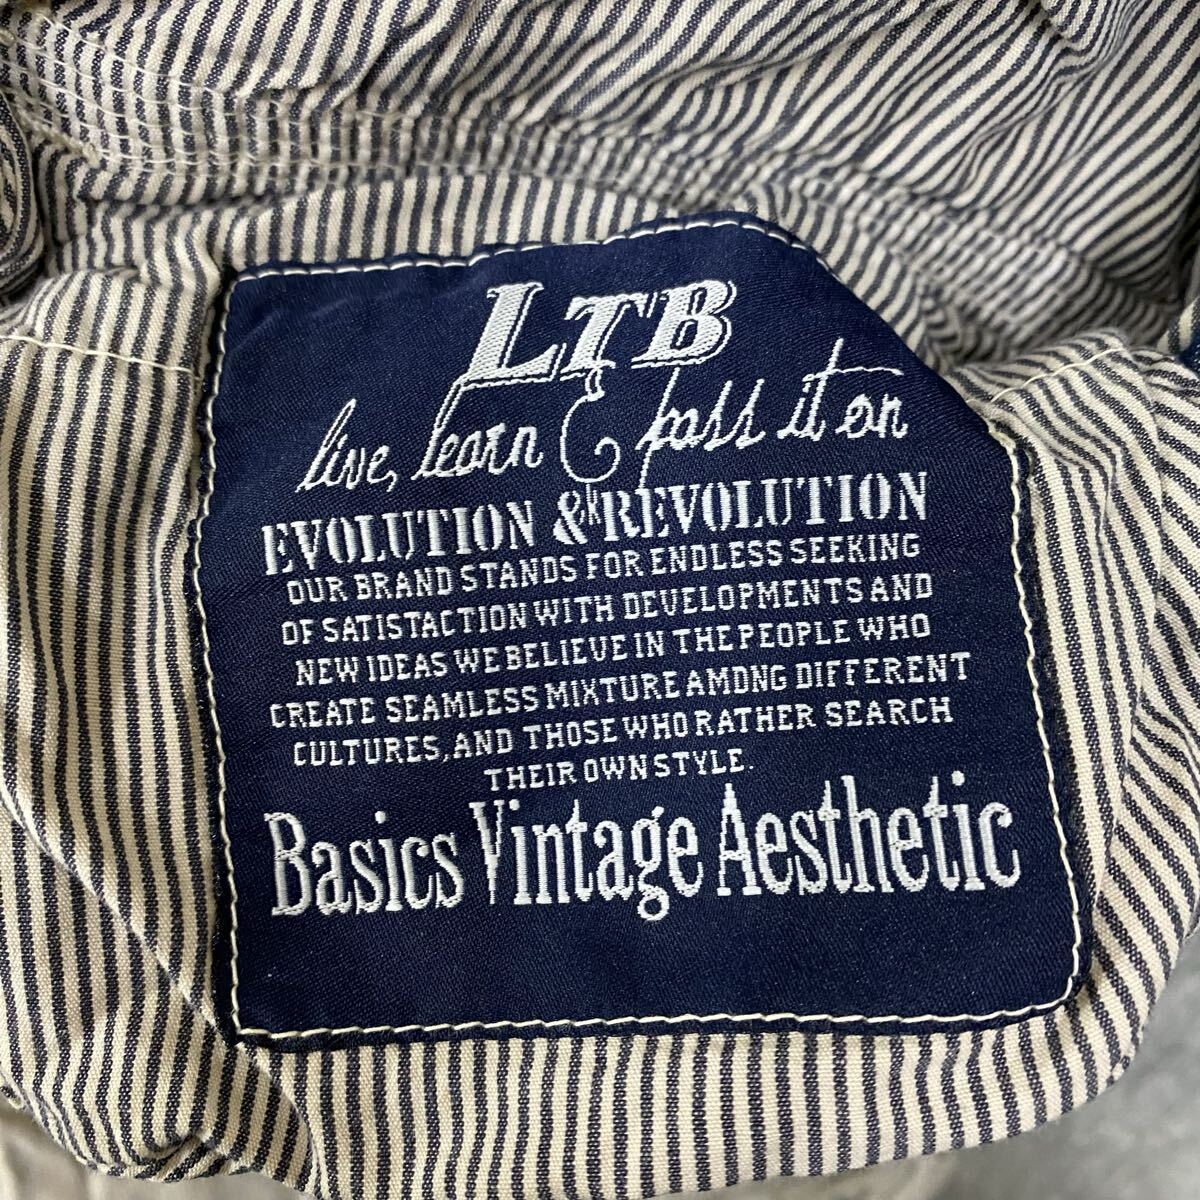 LTB
live, learn & pass it on
EVOLUTION & REVOLUTION
OUR BRAND STANDS FOR ENDLESS SEEKING
OF SATISTACTION WITH DEVELOPMENTS AND
NEW IDEAS WE BELIEVE IN THE PEOPLE WHO
CREATE SEAMLESS MIXTURE AMDNG DIFFERENT
CULTURES, AND THOSE WHO RATHER SEARCH
THEIR OWN STYLE.
Basics Vintage Aesthetic